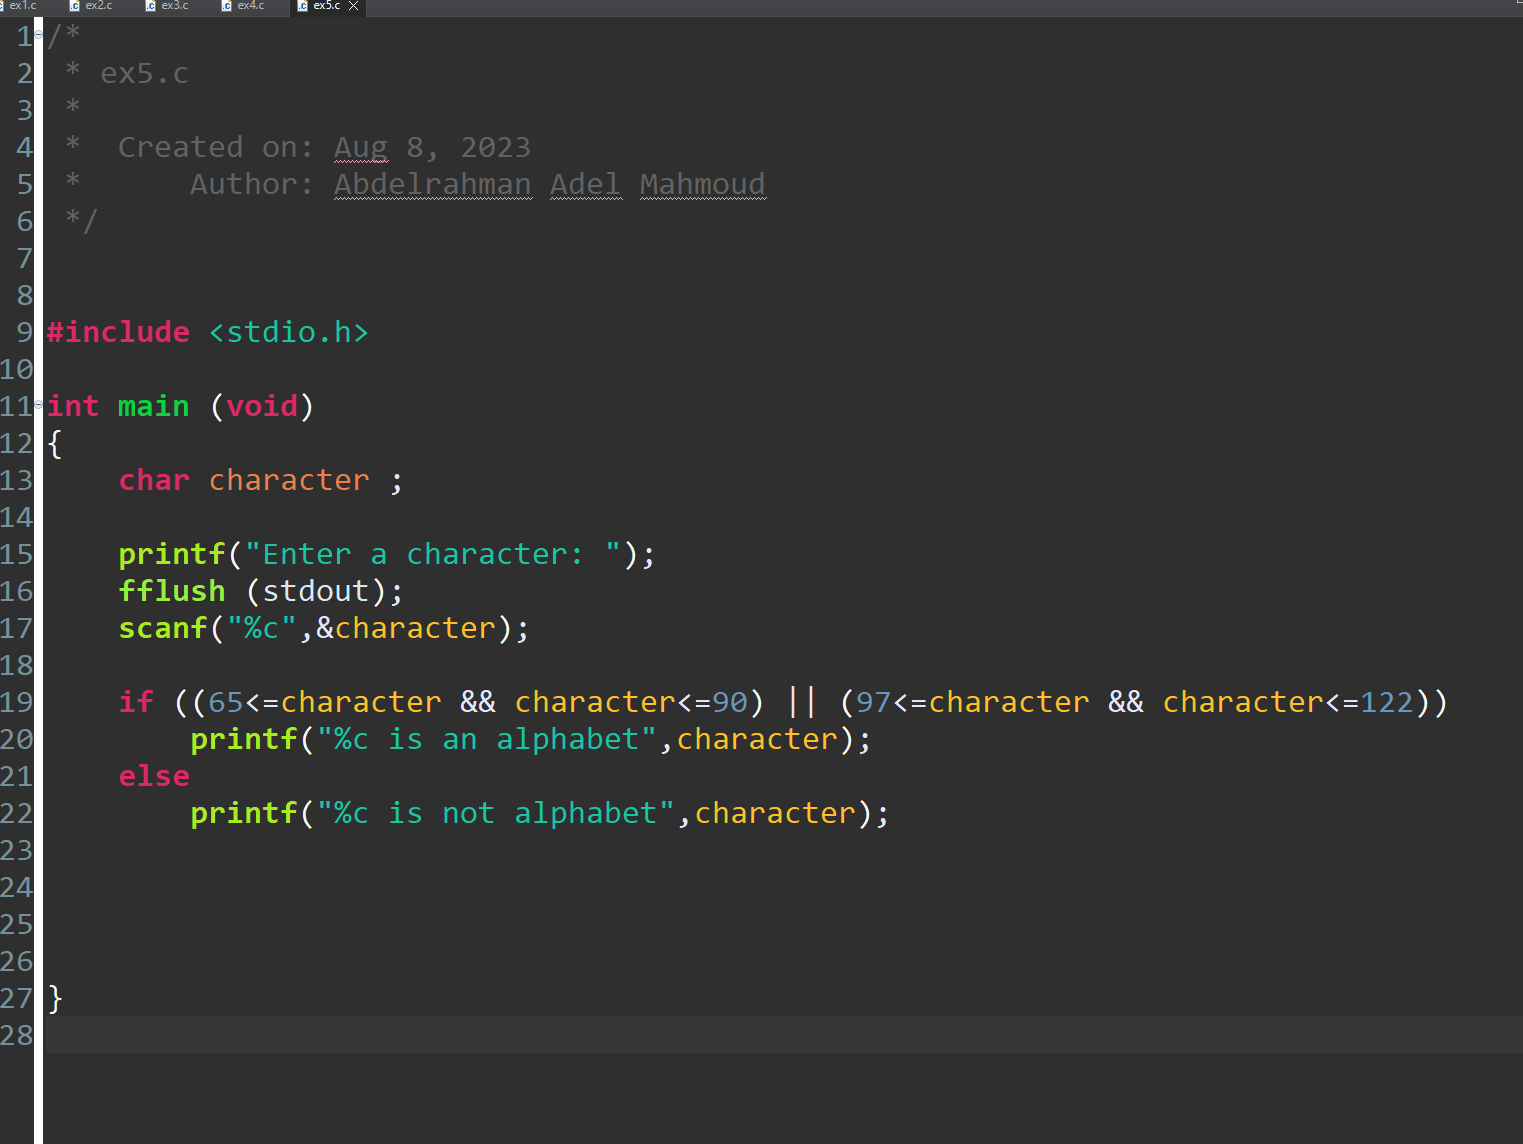 ex1.c ex2.c ex3.c ex4.c ex5.c
1 /*
2  * ex5.c
3  *
4  *  Created on: Aug 8, 2023
5  *      Author: Abdelrahman Adel Mahmoud
6  */
7
8
9 #include <stdio.h>
10
11 int main (void)
12 {
13     char character ;
14
15     printf("Enter a character: ");
16     fflush (stdout);
17     scanf("%c",&character);
18
19     if ((65<=character && character<=90) || (97<=character && character<=122))
20         printf("%c is an alphabet",character);
21     else
22         printf("%c is not alphabet",character);
23
24
25
26
27 }
28